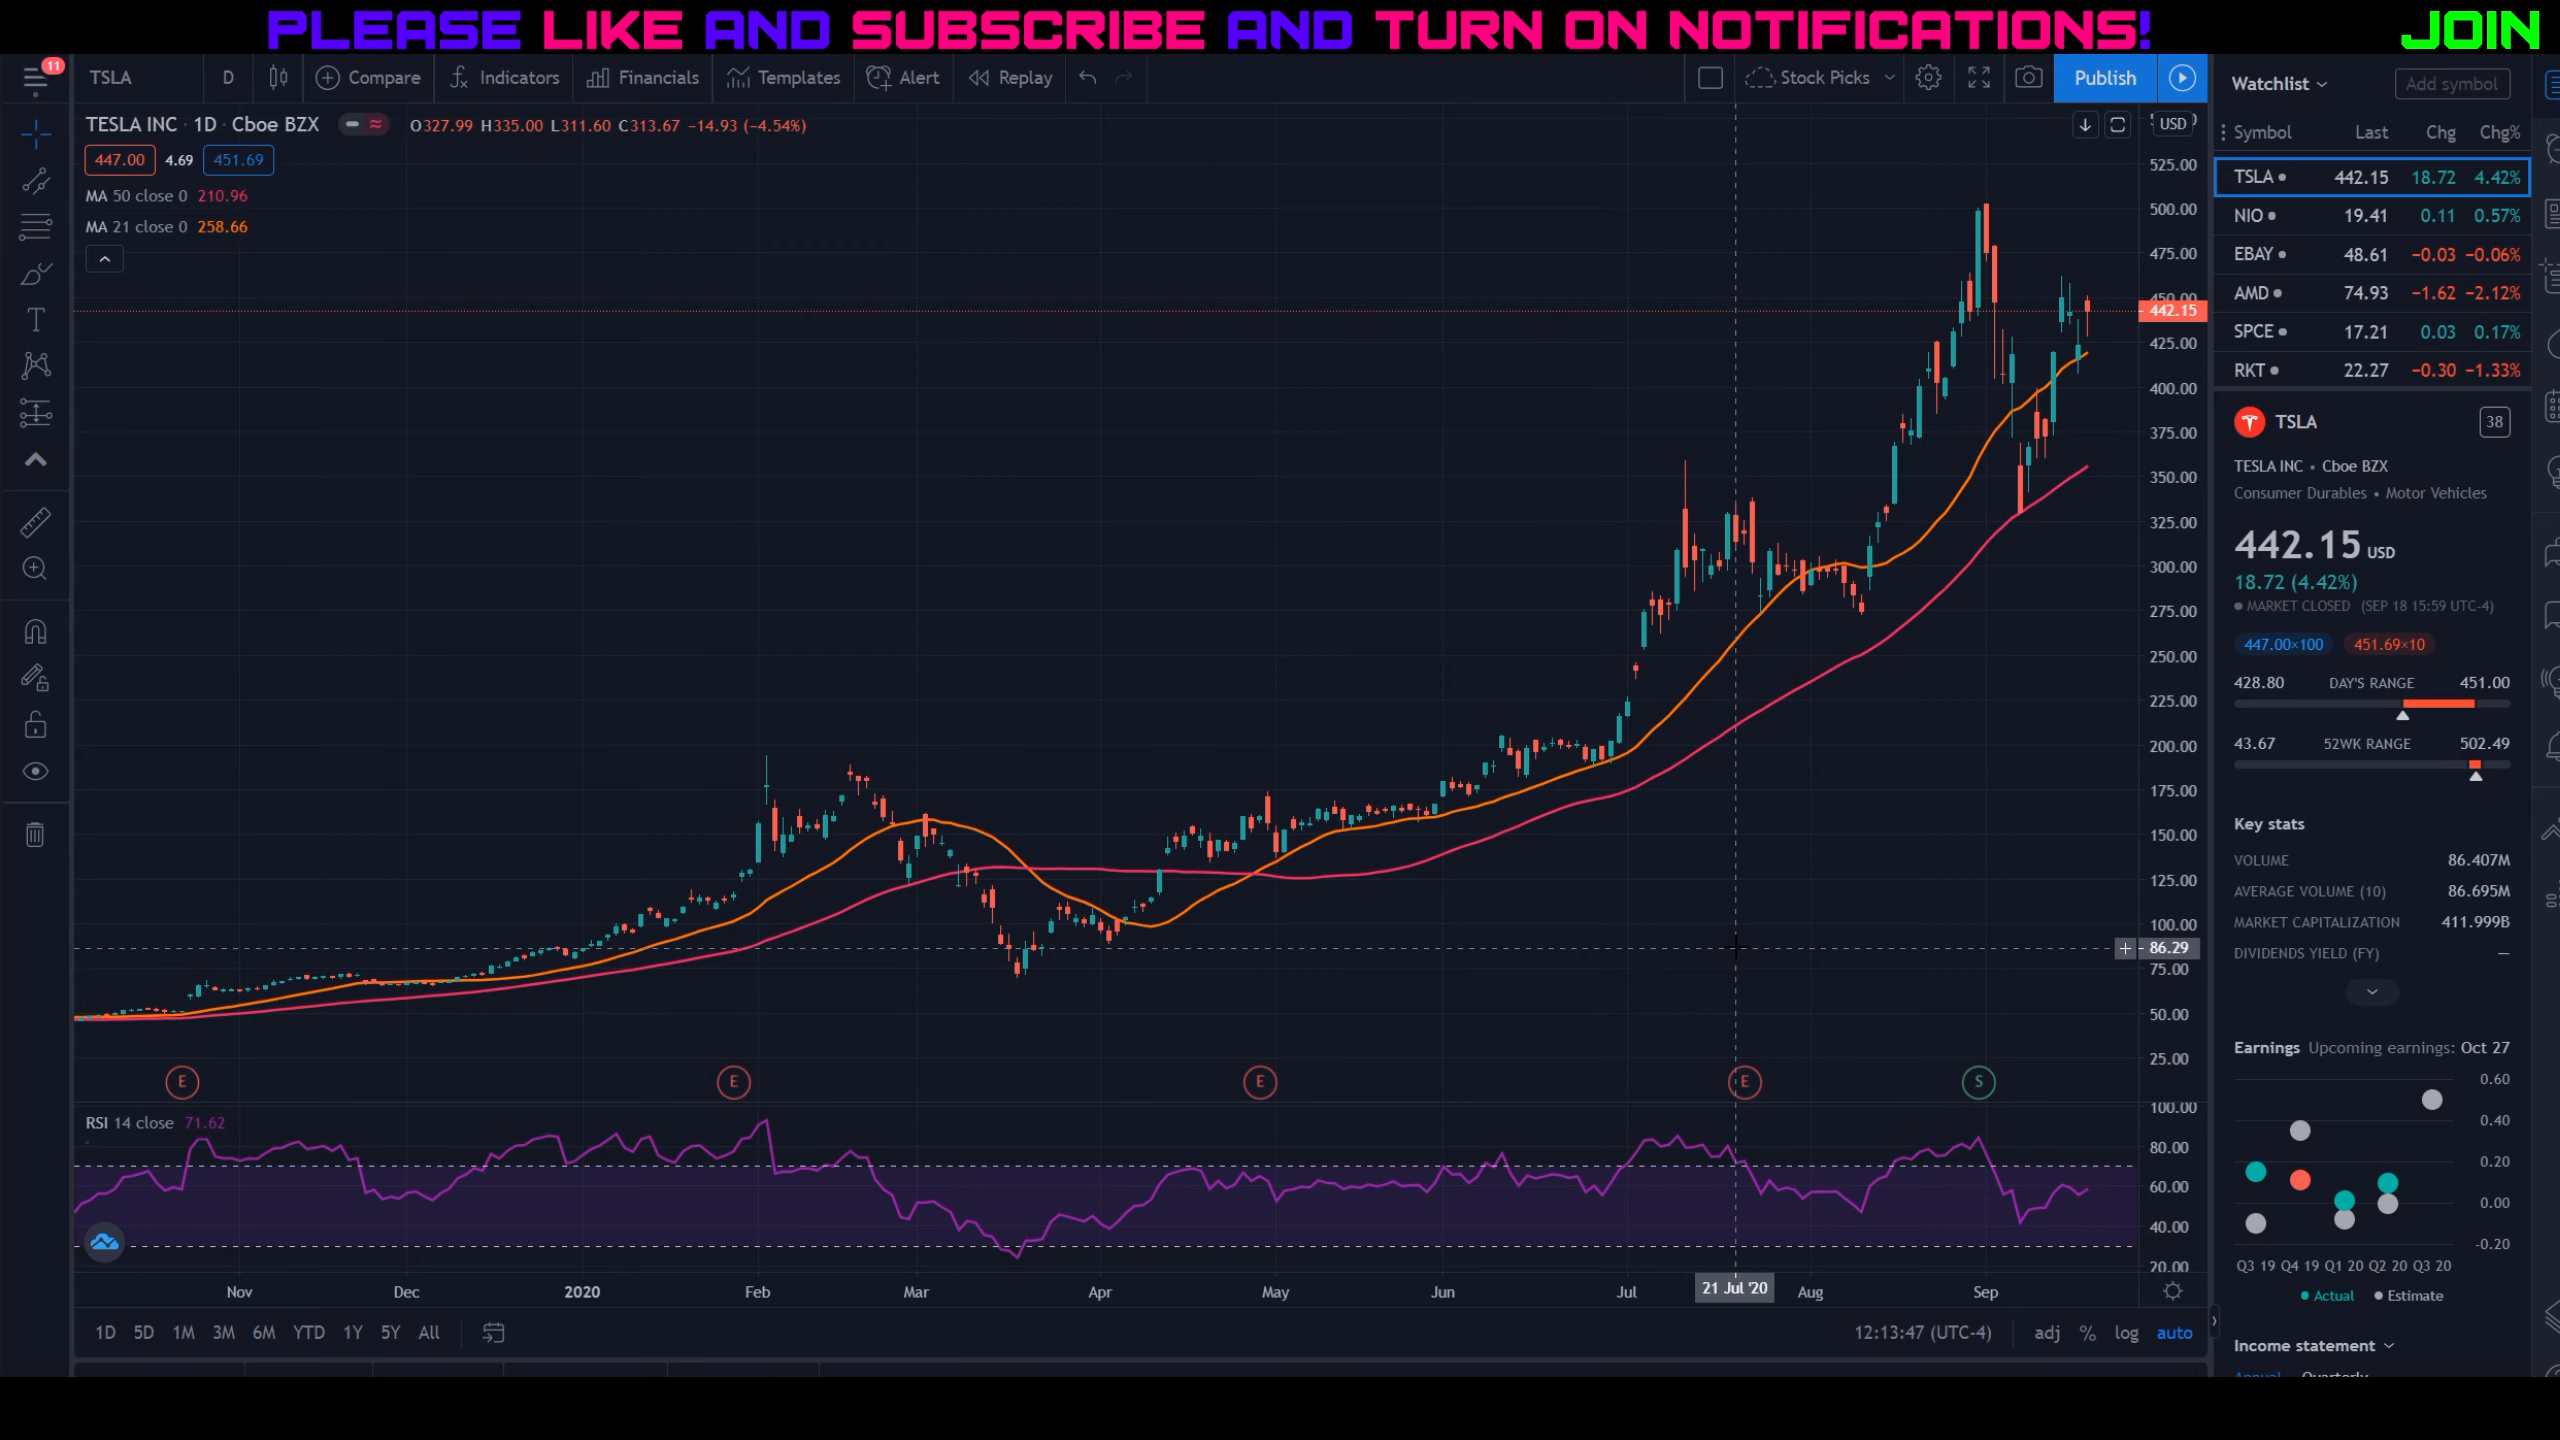 PLEASE LIKE AND SUBSCRIBE AND TURN ON NOTIFICATIONS! JOIN
11 TSLA D Compare Indicators Financials Templates Alert Replay Stock Picks Publish
TESLA INC · 1D · Cboe BZX O327.99 H335.00 L311.60 C313.67 −14.93 (−4.54%)
447.00 4.69 451.69
MA 50 close 0 210.96
MA 21 close 0 258.66
USD
525.00
500.00
475.00
450.00
442.15
425.00
400.00
375.00
350.00
325.00
300.00
275.00
250.00
225.00
200.00
175.00
150.00
125.00
100.00
86.29
75.00
50.00
25.00
E E E E S
RSI 14 close 71.62
100.00
80.00
60.00
40.00
20.00
Nov Dec 2020 Feb Mar Apr May Jun Jul 21 Jul '20 Aug Sep
1D 5D 1M 3M 6M YTD 1Y 5Y All 12:13:47 (UTC-4) adj % log auto
Watchlist Add symbol
Symbol Last Chg Chg%
TSLA 442.15 18.72 4.42%
NIO 19.41 0.11 0.57%
EBAY 48.61 −0.03 −0.06%
AMD 74.93 −1.62 −2.12%
SPCE 17.21 0.03 0.17%
RKT 22.27 −0.30 −1.33%
TSLA 38
TESLA INC • Cboe BZX
Consumer Durables • Motor Vehicles
442.15 USD
18.72 (4.42%)
MARKET CLOSED (SEP 18 15:59 UTC-4)
447.00×100 451.69×10
428.80 DAY'S RANGE 451.00
43.67 52WK RANGE 502.49
Key stats
VOLUME 86.407M
AVERAGE VOLUME (10) 86.695M
MARKET CAPITALIZATION 411.999B
DIVIDENDS YIELD (FY) —
Earnings Upcoming earnings: Oct 27
0.60
0.40
0.20
0.00
-0.20
Q3 19 Q4 19 Q1 20 Q2 20 Q3 20
Actual Estimate
Income statement
Annual Quarterly